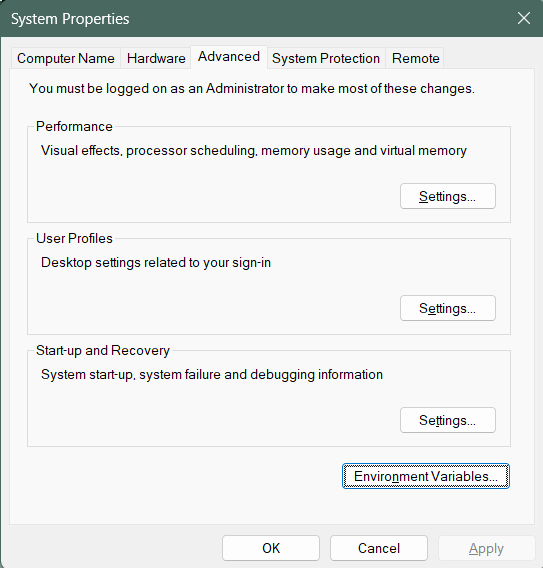 System Properties
Computer Name Hardware Advanced System Protection Remote
You must be logged on as an Administrator to make most of these changes.
Performance
Visual effects, processor scheduling, memory usage and virtual memory
Settings...
User Profiles
Desktop settings related to your sign-in
Settings...
Start-up and Recovery
System start-up, system failure and debugging information
Settings...
Environment Variables...
OK Cancel Apply